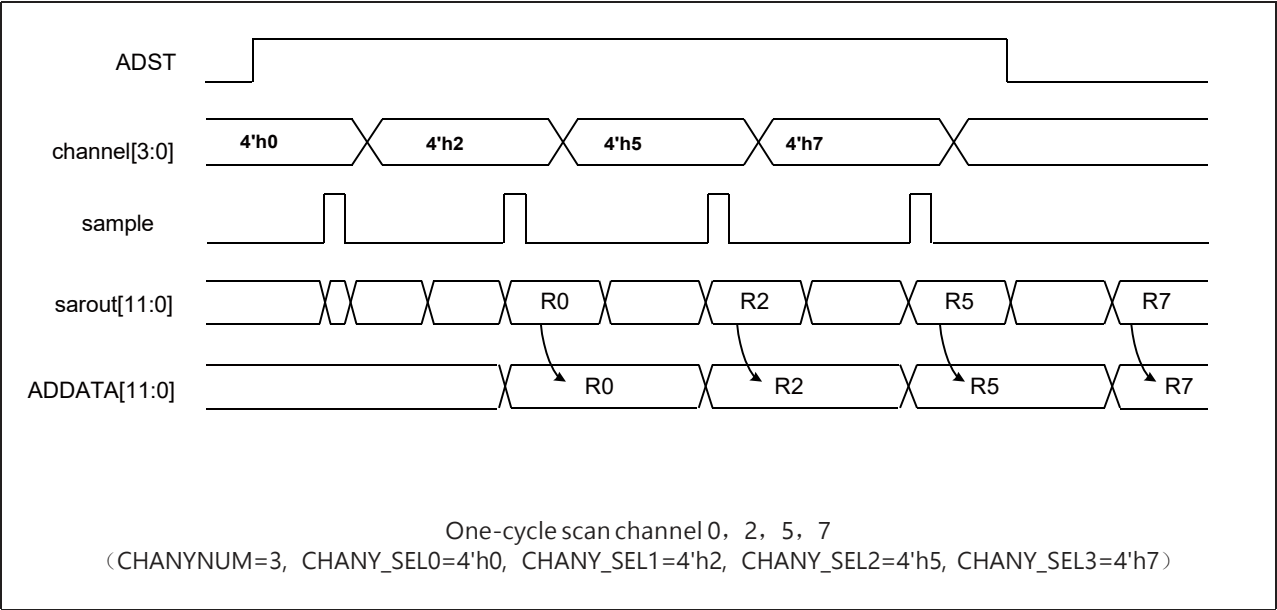 ADST
channel[3:0] 4'h0 4'h2 4'h5 4'h7
sample
sarout[11:0] R0 R2 R5 R7
ADDATA[11:0] R0 R2 R5 R7
One-cycle scan channel 0，2，5，7
（CHANYNUM=3, CHANY_SEL0=4'h0, CHANY_SEL1=4'h2, CHANY_SEL2=4'h5, CHANY_SEL3=4'h7）